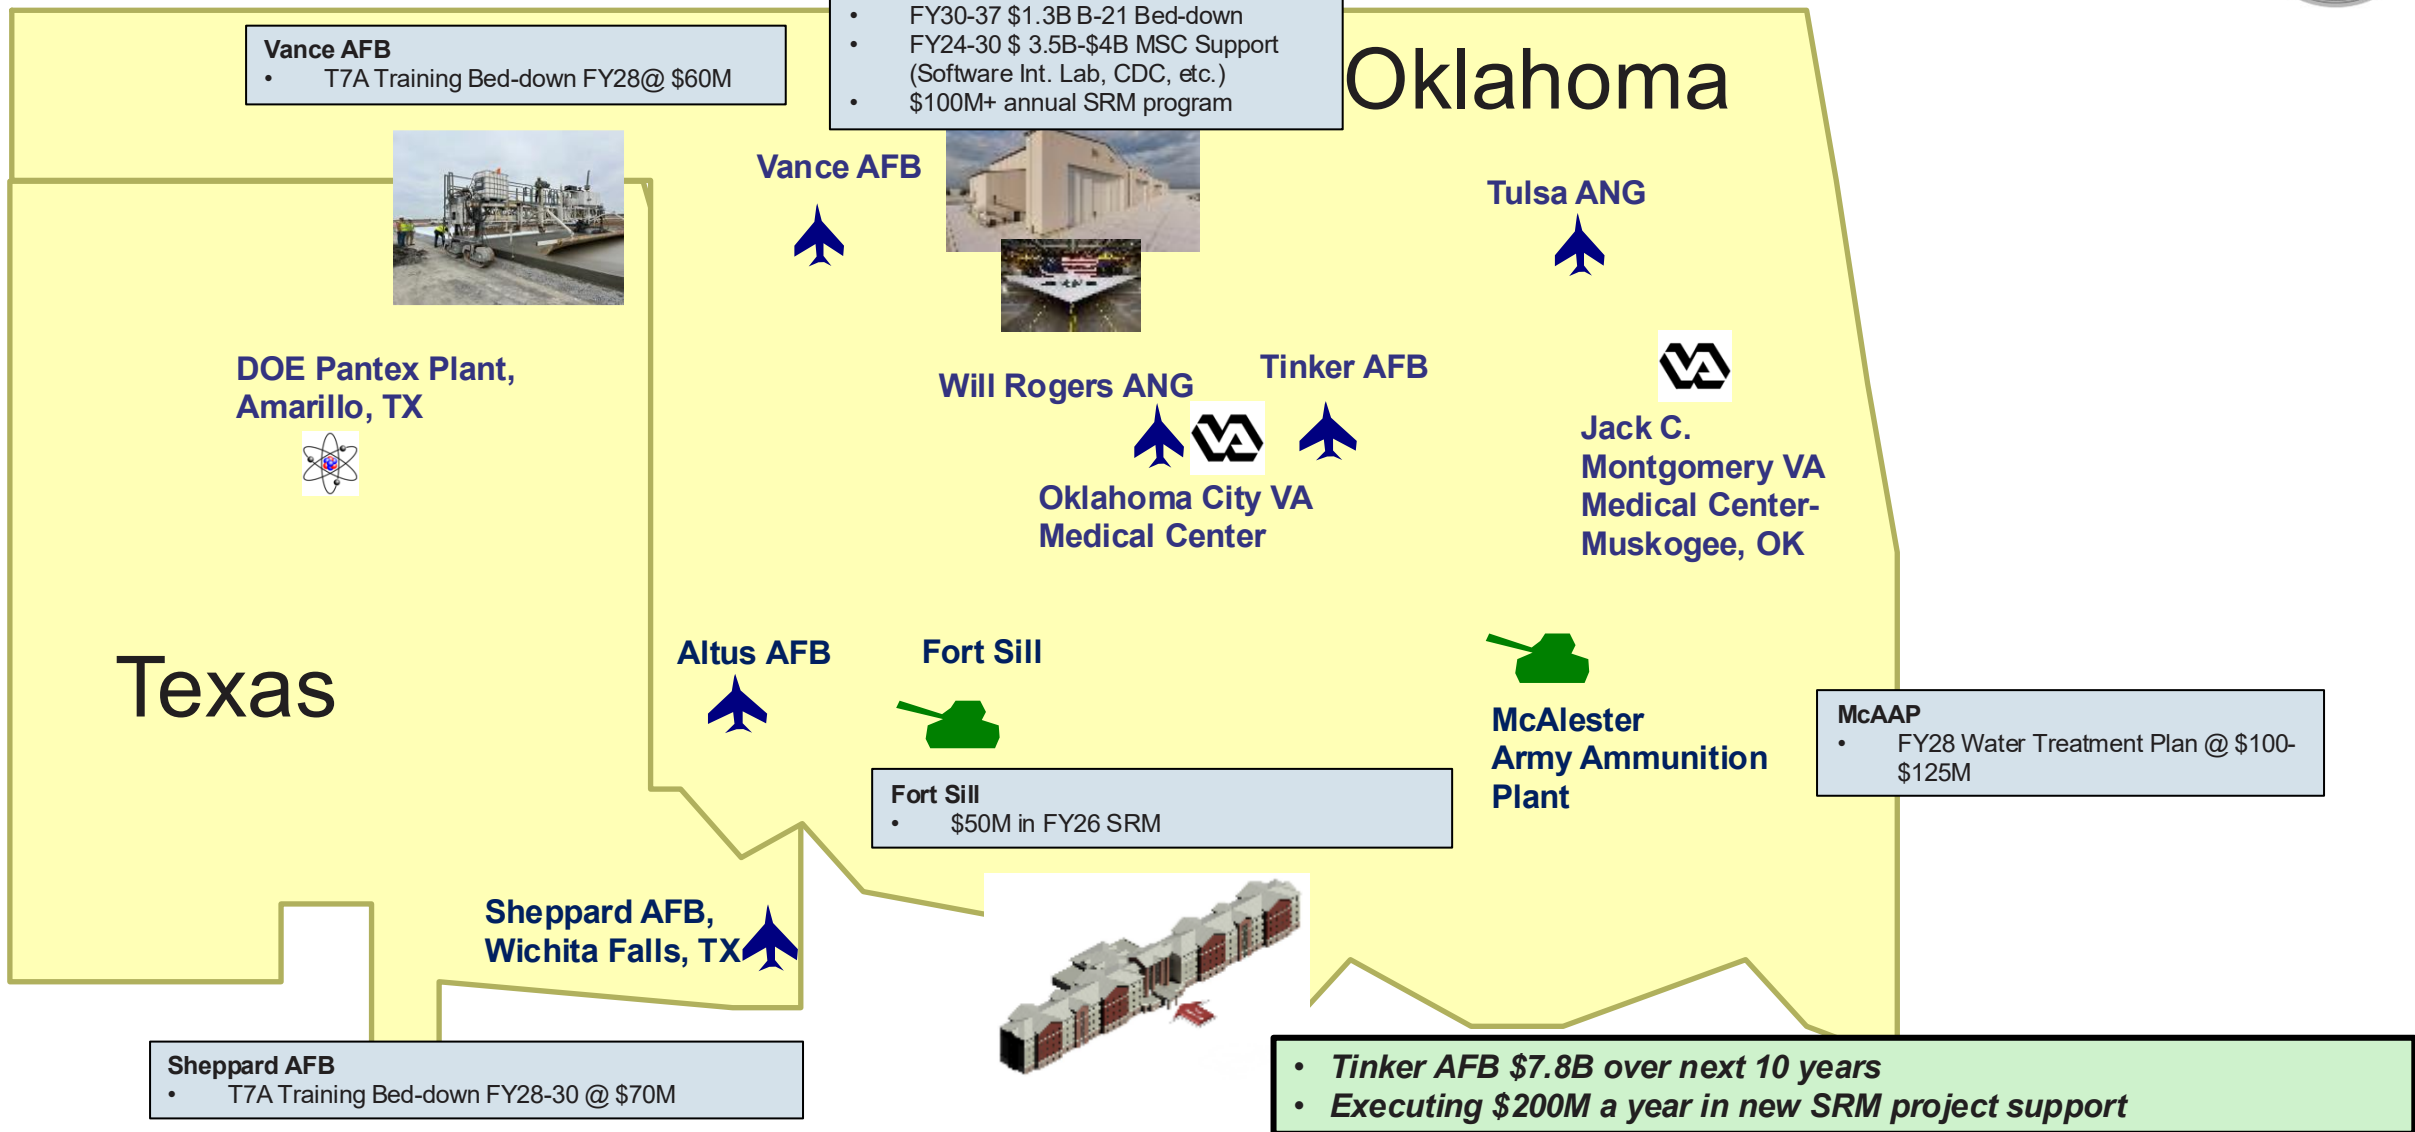 • FY30-37 $1.3B B-21 Bed-down
• FY24-30 $ 3.5B-$4B MSC Support
(Software Int. Lab, CDC, etc.)
• $100M+ annual SRM program
Vance AFB
• T7A Training Bed-down FY28@ $60M
Oklahoma
Vance AFB
Tulsa ANG
DOE Pantex Plant,
Amarillo, TX
Will Rogers ANG
Tinker AFB
VA
VA
Oklahoma City VA
Medical Center
Jack C.
Montgomery VA
Medical Center-
Muskogee, OK
Texas
Altus AFB
Fort Sill
McAlester
Army Ammunition
Plant
McAAP
• FY28 Water Treatment Plan @ $100-
$125M
Fort Sill
• $50M in FY26 SRM
Sheppard AFB,
Wichita Falls, TX
Sheppard AFB
• T7A Training Bed-down FY28-30 @ $70M
• Tinker AFB $7.8B over next 10 years
• Executing $200M a year in new SRM project support